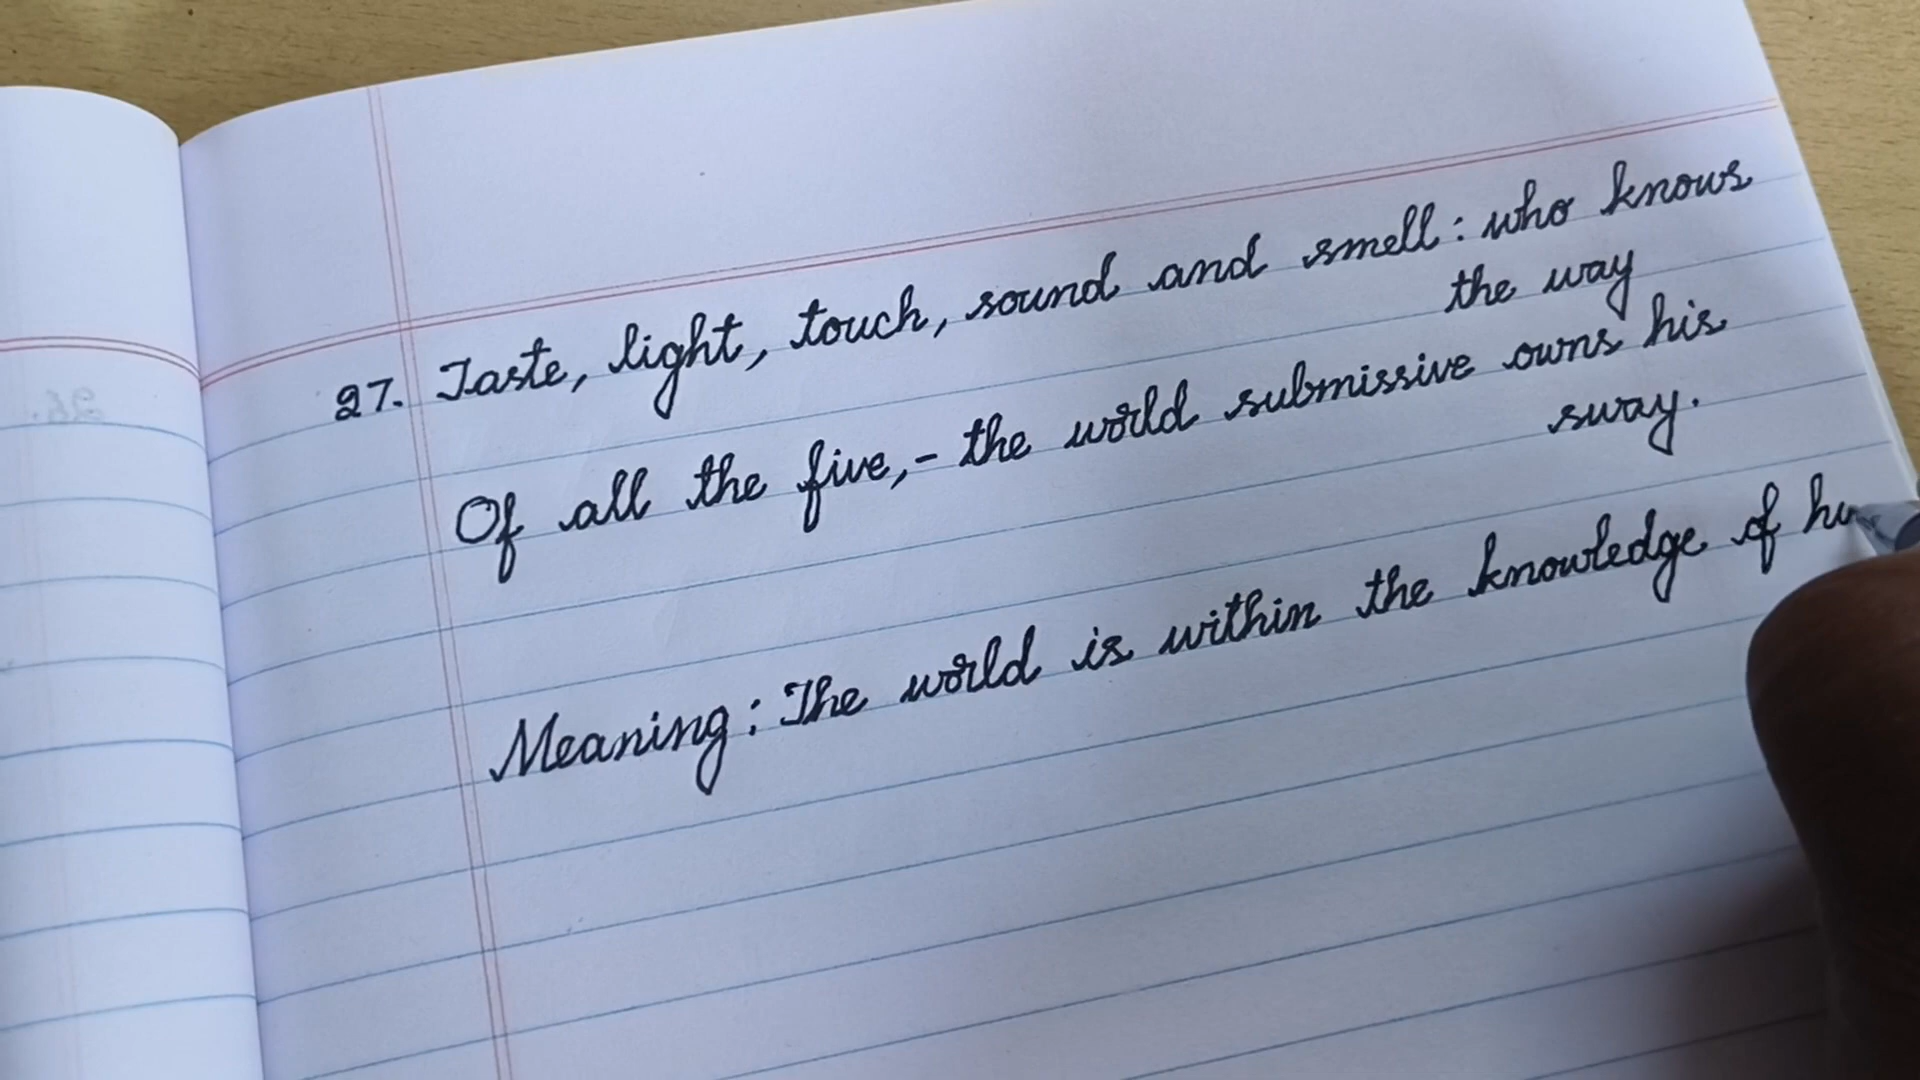 27. Taste, light, touch, sound and smell: who knows
the way
Of all the five,- the world submissive owns his
sway.
Meaning: The world is within the knowledge of